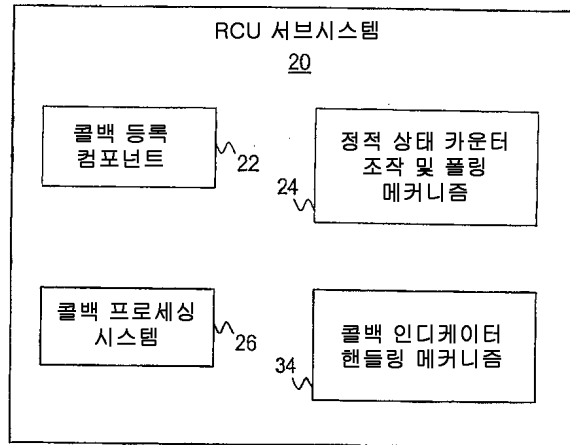 RCU 서브시스템
20
콜백 등록
컴포넌트
22
정적 상태 카운터
조작 및 폴링
메커니즘
24
콜백 프로세싱
시스템
26
콜백 인디케이터
핸들링 메커니즘
34